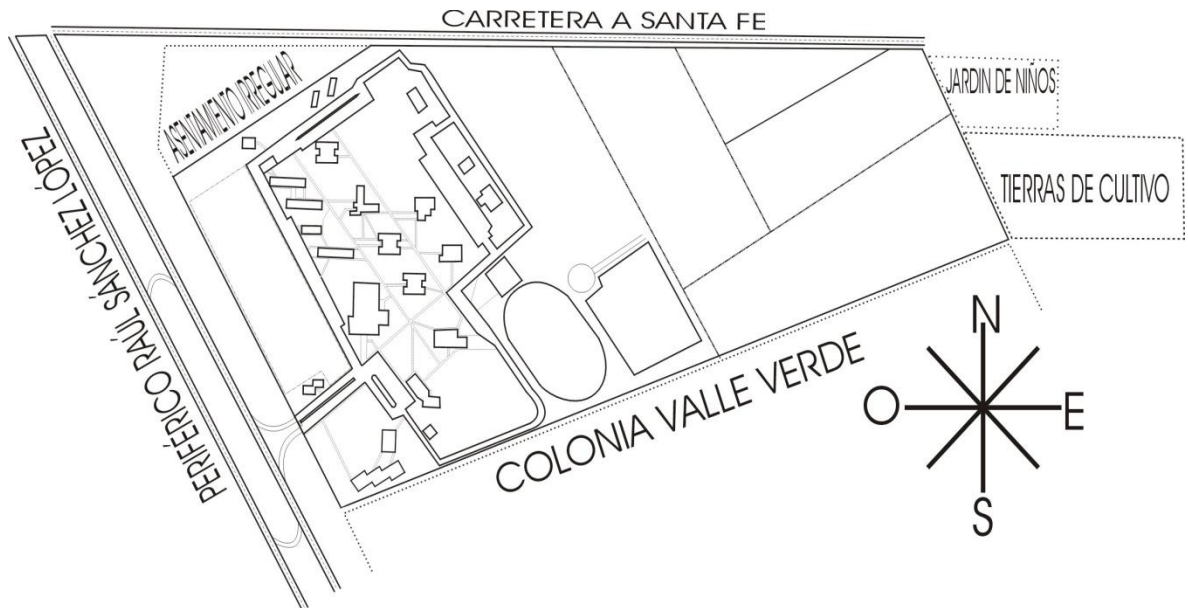 CARRETERA A SANTA FE
ASENTAMIENTO IRREGULAR
JARDIN DE NIÑOS
TIERRAS DE CULTIVO
PERIFÉRICO RAÚL SÁNCHEZ LÓPEZ
COLONIA VALLE VERDE
N
O
E
S